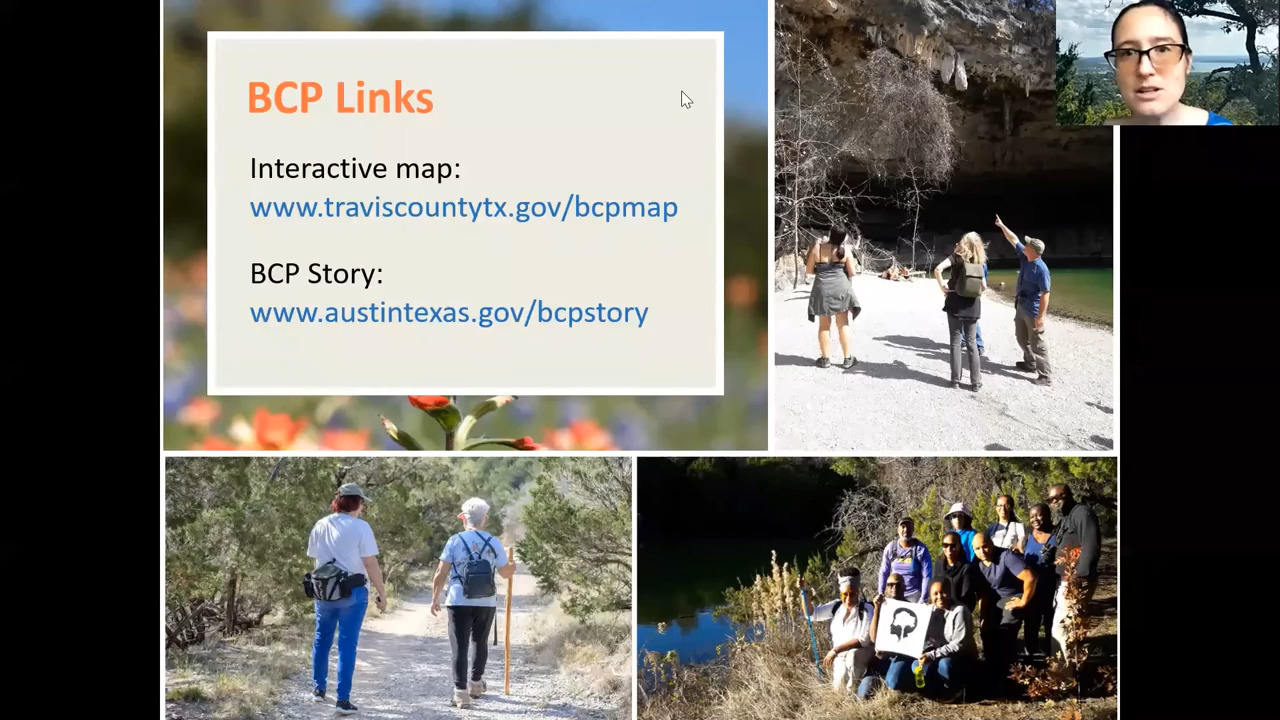 BCP Links
Interactive map:
www.traviscountytx.gov/bcpmap
BCP Story:
www.austintexas.gov/bcpstory